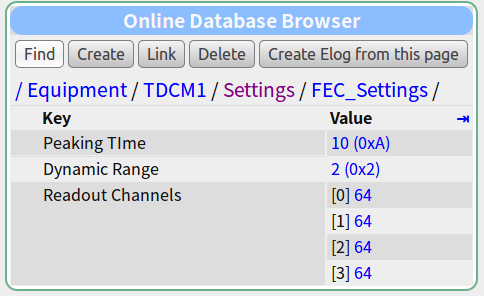 Online Database Browser
Find Create Link Delete Create Elog from this page
/ Equipment / TDCM1 / Settings / FEC_Settings /
Key Value ⇥
Peaking TIme 10 (0xA)
Dynamic Range 2 (0x2)
Readout Channels [0] 64
[1] 64
[2] 64
[3] 64